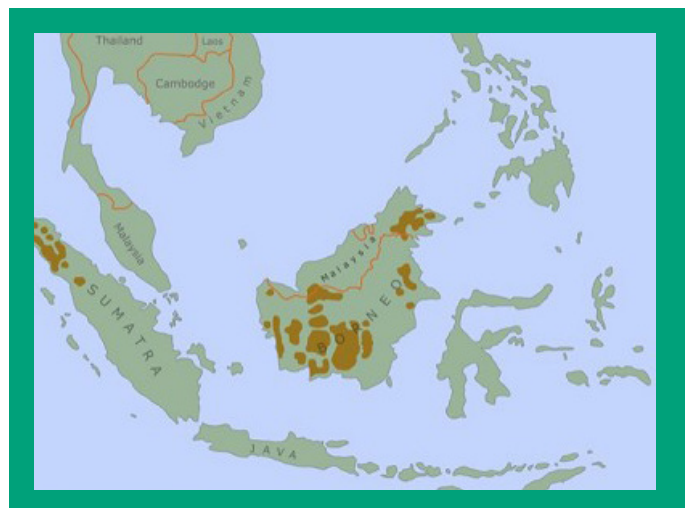 Thailand
Laos
Cambodge
Vietnam
Malaysia
Malaysia
SUMATRA
BORNEO
JAVA